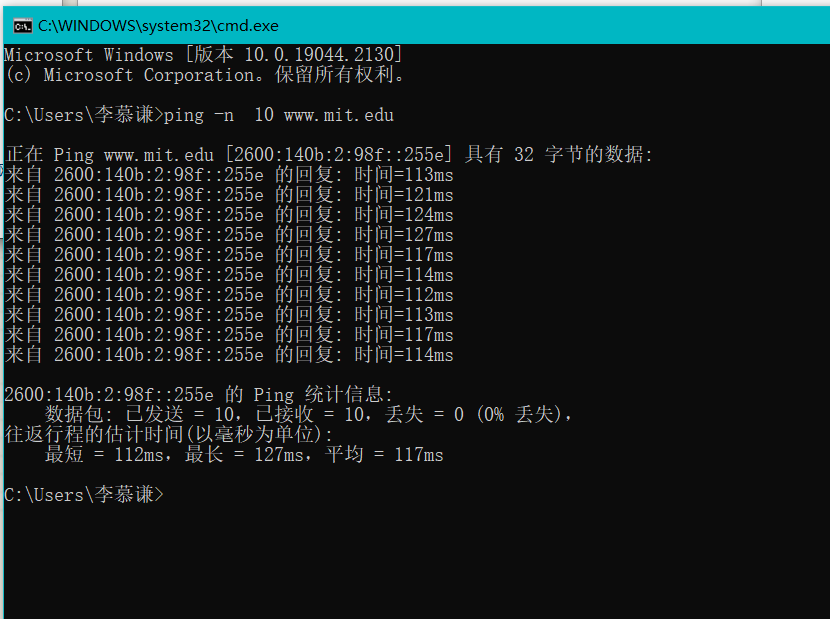 C:\WINDOWS\system32\cmd.exe
Microsoft Windows [版本 10.0.19044.2130]
(c) Microsoft Corporation。保留所有权利。
C:\Users\李慕谦>ping -n  10 www.mit.edu
正在 Ping www.mit.edu [2600:140b:2:98f::255e] 具有 32 字节的数据:
来自 2600:140b:2:98f::255e 的回复: 时间=113ms
来自 2600:140b:2:98f::255e 的回复: 时间=121ms
来自 2600:140b:2:98f::255e 的回复: 时间=124ms
来自 2600:140b:2:98f::255e 的回复: 时间=127ms
来自 2600:140b:2:98f::255e 的回复: 时间=117ms
来自 2600:140b:2:98f::255e 的回复: 时间=114ms
来自 2600:140b:2:98f::255e 的回复: 时间=112ms
来自 2600:140b:2:98f::255e 的回复: 时间=113ms
来自 2600:140b:2:98f::255e 的回复: 时间=117ms
来自 2600:140b:2:98f::255e 的回复: 时间=114ms
2600:140b:2:98f::255e 的 Ping 统计信息:
    数据包: 已发送 = 10，已接收 = 10，丢失 = 0 (0% 丢失)，
往返行程的估计时间(以毫秒为单位):
    最短 = 112ms，最长 = 127ms，平均 = 117ms
C:\Users\李慕谦>